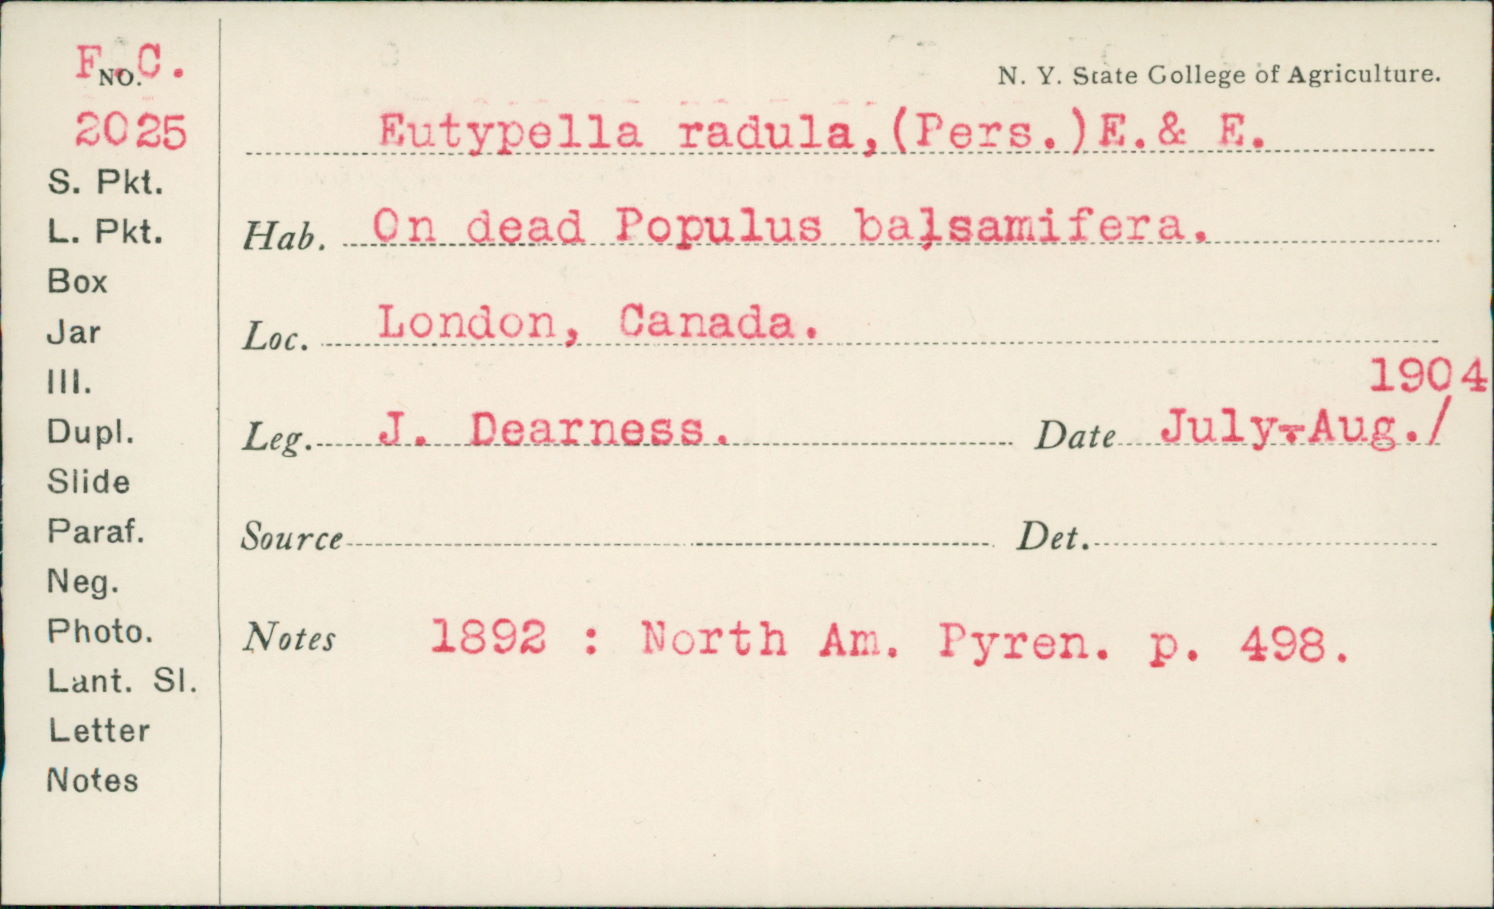 F. C.
NO.
2025
S. Pkt.
L. Pkt.
Box
Jar
Ill.
Dupl.
Slide
Paraf.
Neg.
Photo.
Lant. Sl.
Letter
Notes
N. Y. State College of Agriculture.
Eutypella radula,(Pers.)E.& E.
Hab. On dead Populus balsamifera.
Loc. London, Canada.
1904
Leg. J. Dearness. Date July-Aug./
Source Det.
Notes 1892 : North Am. Pyren. p. 498.